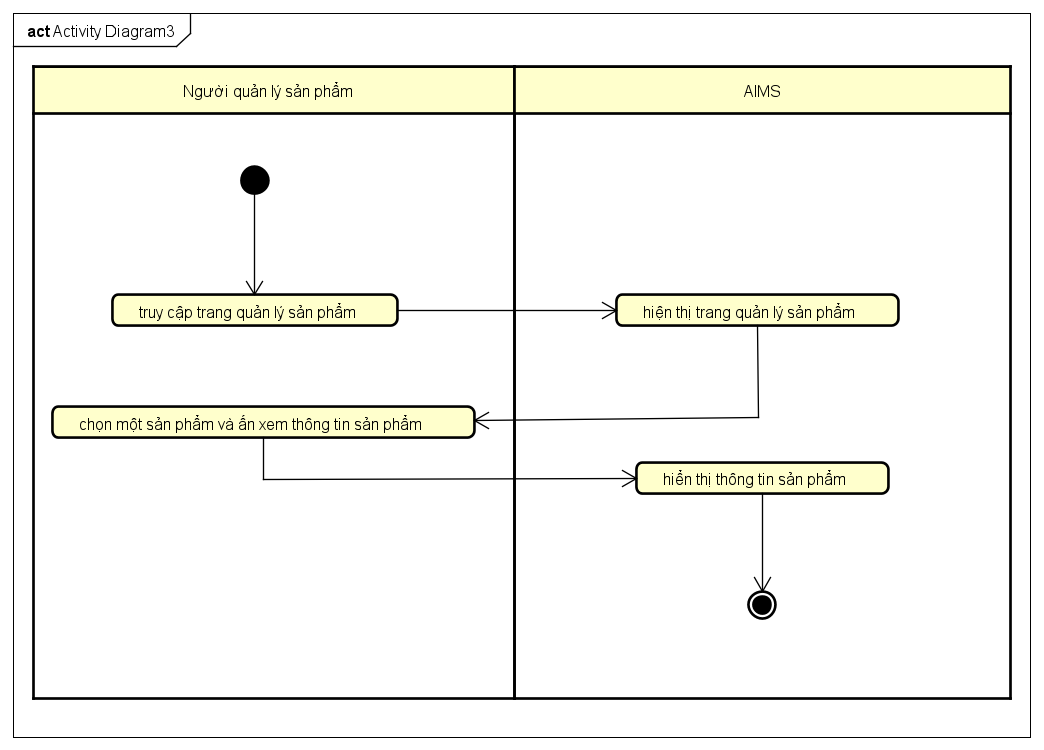 act Activity Diagram3
Người quản lý sản phẩm
AIMS
truy cập trang quản lý sản phẩm
hiện thị trang quản lý sản phẩm
chọn một sản phẩm và ấn xem thông tin sản phẩm
hiển thị thông tin sản phẩm